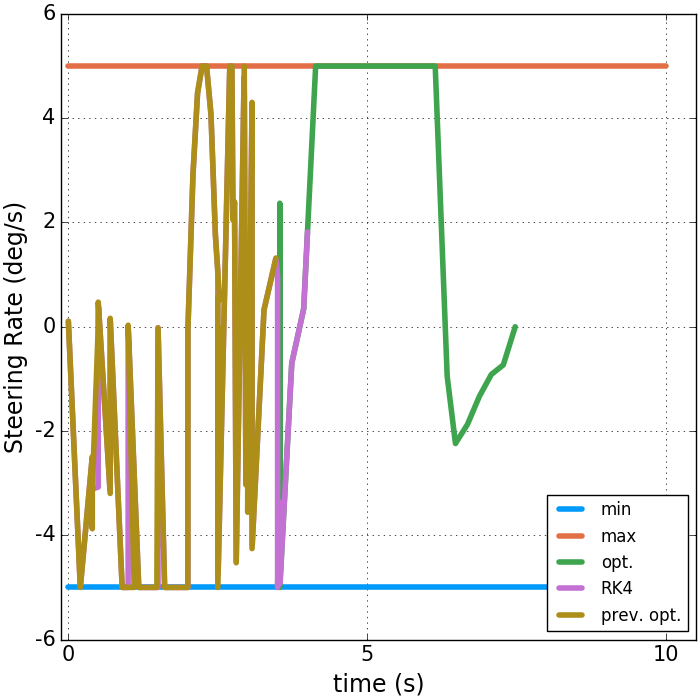 6
4
2
0
-2
-4
-6
Steering Rate (deg/s)
min
max
opt.
RK4
prev. opt.
0 5 10
time (s)